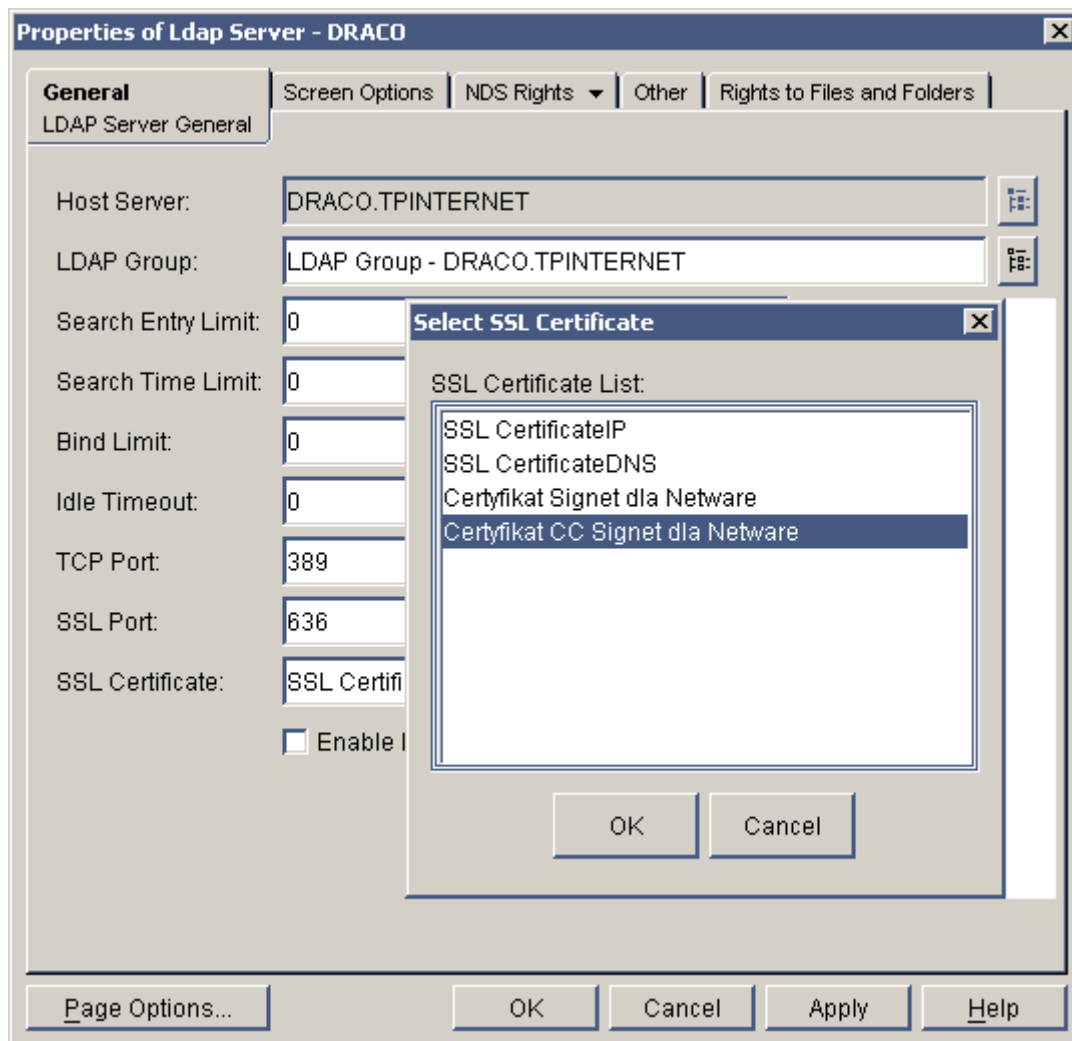 Properties of Ldap Server - DRACO
General
Screen Options
NDS Rights
Other
Rights to Files and Folders
LDAP Server General
Host Server:
DRACO.TPINTERNET
LDAP Group:
LDAP Group - DRACO.TPINTERNET
Search Entry Limit:
0
Search Time Limit:
0
Bind Limit:
0
Idle Timeout:
0
TCP Port:
389
SSL Port:
636
SSL Certificate:
SSL Certifi
Enable
Select SSL Certificate
SSL Certificate List:
SSL CertificateIP
SSL CertificateDNS
Certyfikat Signet dla Netware
Certyfikat CC Signet dla Netware
OK
Cancel
Page Options...
OK
Cancel
Apply
Help